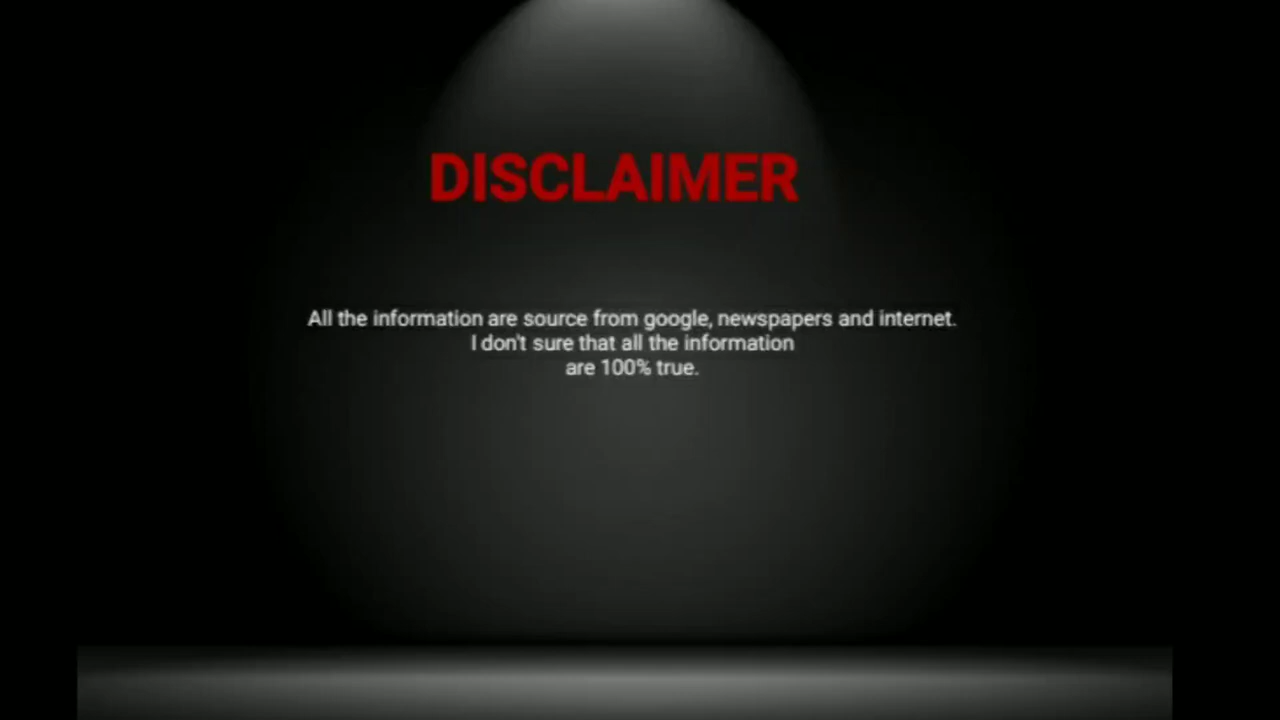 DISCLAIMER
All the information are source from google, newspapers and internet.
I don't sure that all the information
are 100% true.